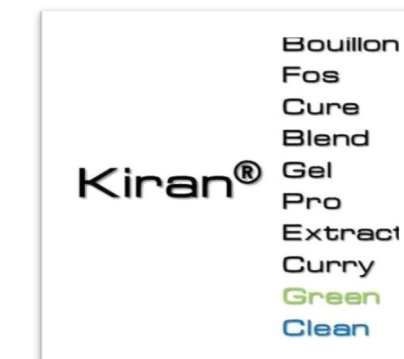 Kiran®
Bouillon
Fos
Cure
Blend
Gel
Pro
Extract
Curry
Green
Clean